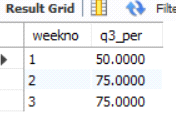 Result Grid Filte
weekno q3_per
1 50.0000
2 75.0000
3 75.0000